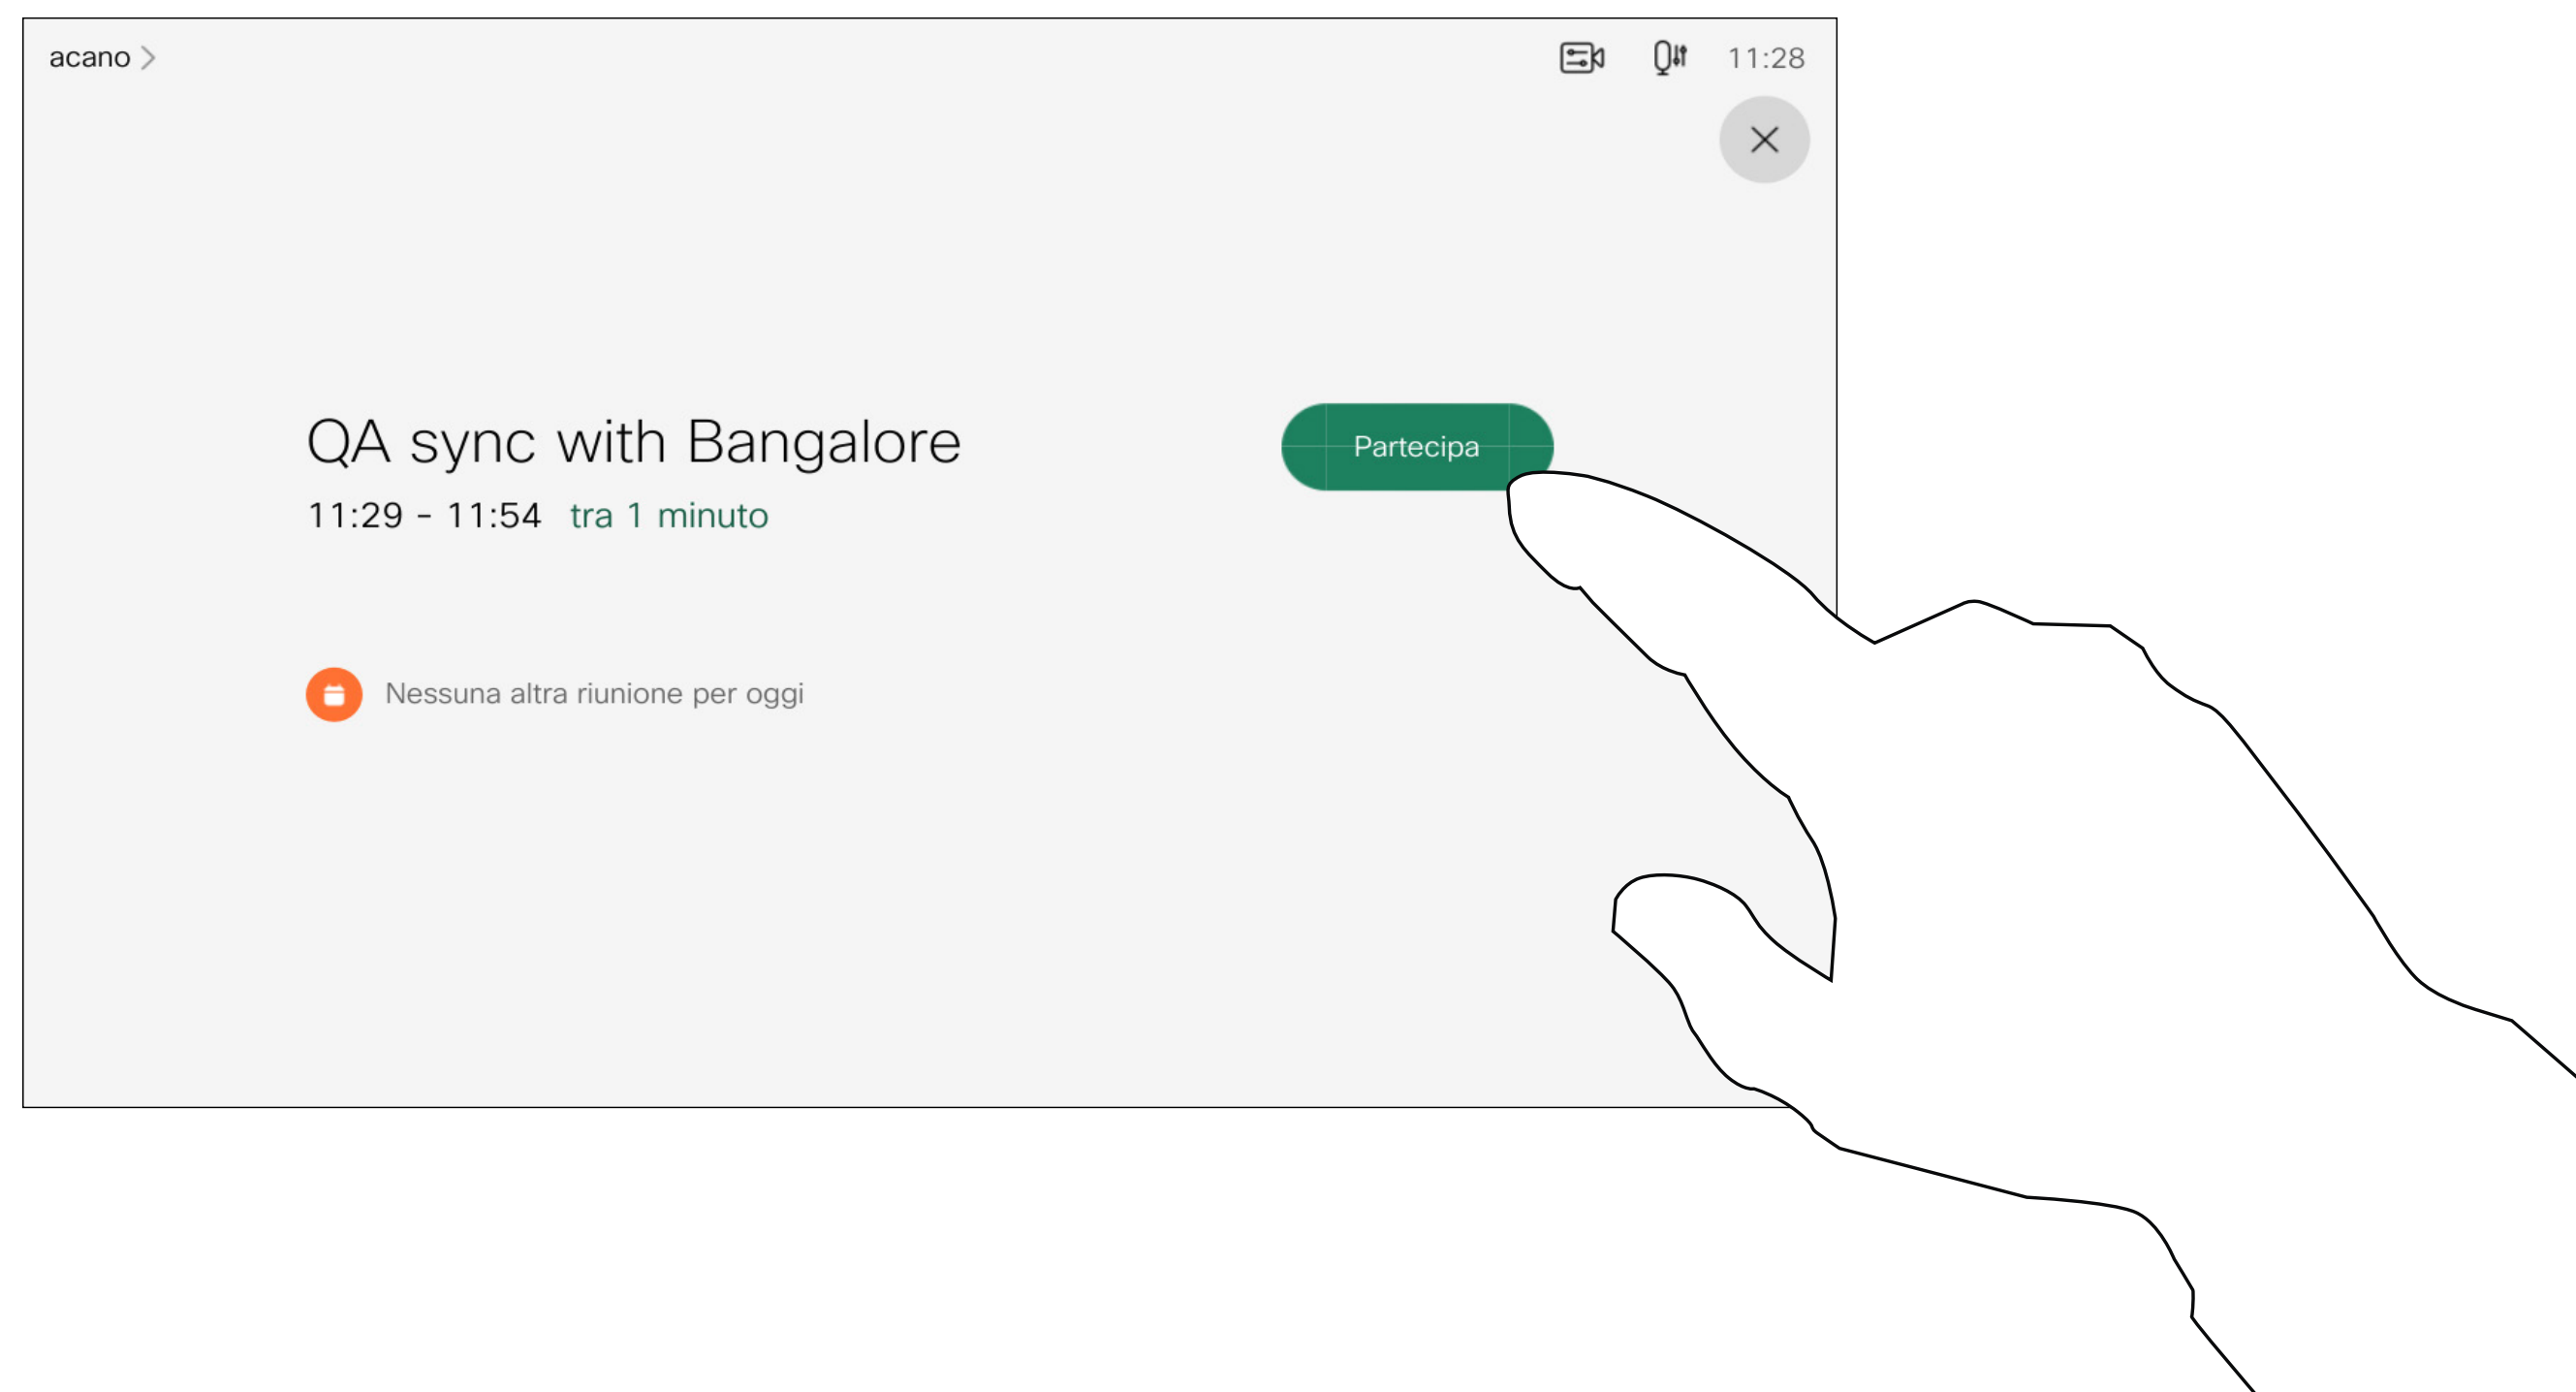 acano
11:28
QA sync with Bangalore
Partecipa
11:29 - 11:54 tra 1 minuto
Nessuna altra riunione per oggi